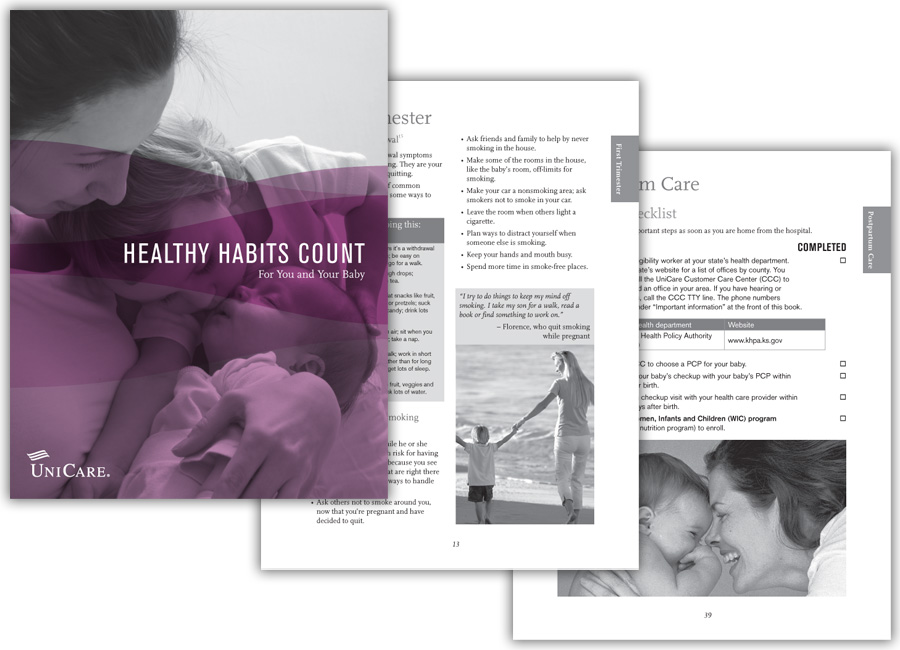 HEALTHY HABITS COUNT
For You and Your Baby
UNICARE®
nester
wal¹³
wal symptoms
ng. They are your
quitting.
f common
some ways to
ing this:
re it's a withdrawal
; be easy on
go for a walk.
gh drops;
tea.
at snacks like fruit,
or pretzels; suck
candy; drink lots
air; sit when you
; take a nap.
alk; work in short
ther than for long
get lots of sleep.
fruit, veggies and
k lots of water.
moking
ile he or she
's risk for having
because you see
at are right there
ways to handle
• Ask others not to smoke around you,
now that you're pregnant and have
decided to quit.
• Ask friends and family to help by never
smoking in the house.
• Make some of the rooms in the house,
like the baby's room, off-limits for
smoking.
• Make your car a nonsmoking area; ask
smokers not to smoke in your car.
• Leave the room when others light a
cigarette.
• Plan ways to distract yourself when
someone else is smoking.
• Keep your hands and mouth busy.
• Spend more time in smoke-free places.
"I try to do things to keep my mind off
smoking. I take my son for a walk, read a
book or find something to work on."
– Florence, who quit smoking
while pregnant
First Trimester
13
m Care
ecklist
portant steps as soon as you are home from the hospital.
COMPLETED
gibility worker at your state's health department.
ate's website for a list of offices by county. You
ll the UniCare Customer Care Center (CCC) to
d an office in your area. If you have hearing or
, call the CCC TTY line. The phone numbers
der "Important information" at the front of this book.
ealth department Website
Health Policy Authority www.khpa.ks.gov
C to choose a PCP for your baby.
our baby's checkup with your baby's PCP within
r birth.
checkup visit with your health care provider within
ys after birth.
omen, Infants and Children (WIC) program
nutrition program) to enroll.
Postpartum Care
39